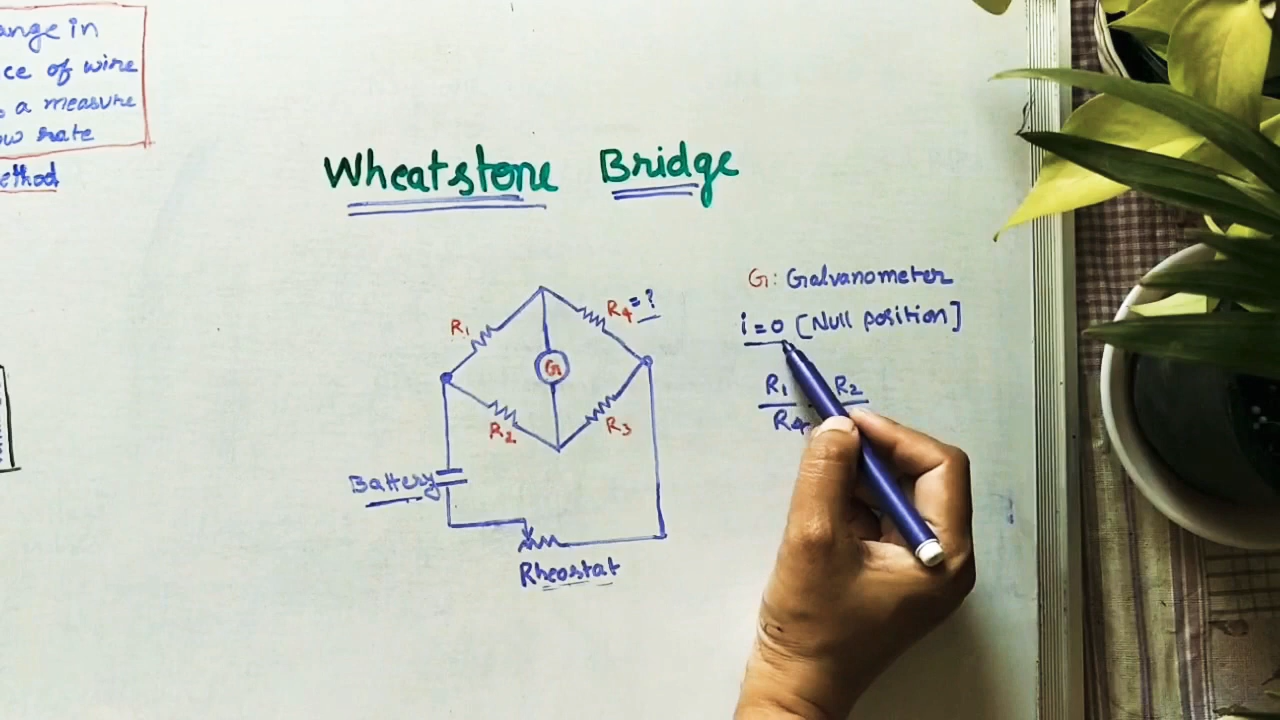 ange in
ce of wire
a measure
ow rate
ethod
Wheatstone Bridge
G: Galvanometer
i = 0 [Null position]
R1 R4 = ?
G
R1 R2
R4
R2 R3
Battery
Rheostat